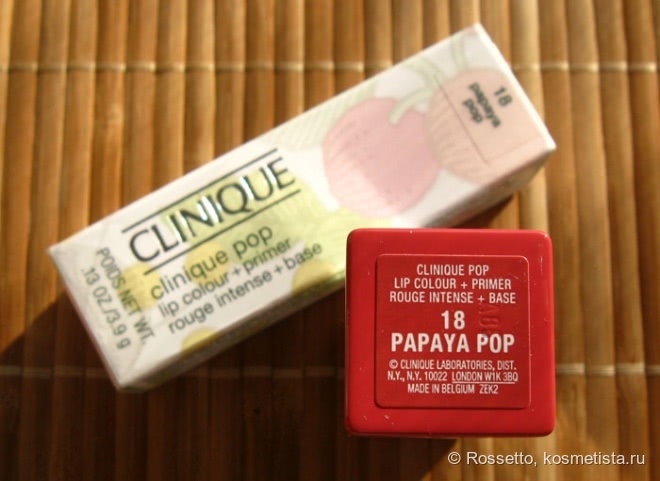 18
papaya
pop
CLINIQUE
clinique pop
lip colour + primer
rouge intense + base
POIDS NET WT.
.13 OZ./3.9 g
CLINIQUE POP
LIP COLOUR + PRIMER
ROUGE INTENSE + BASE
18
PAPAYA POP
© CLINIQUE LABORATORIES, DIST.
N.Y., N.Y. 10022 LONDON W1K 3BQ
MADE IN BELGIUM ZEK2
© Rossetto, kosmetista.ru